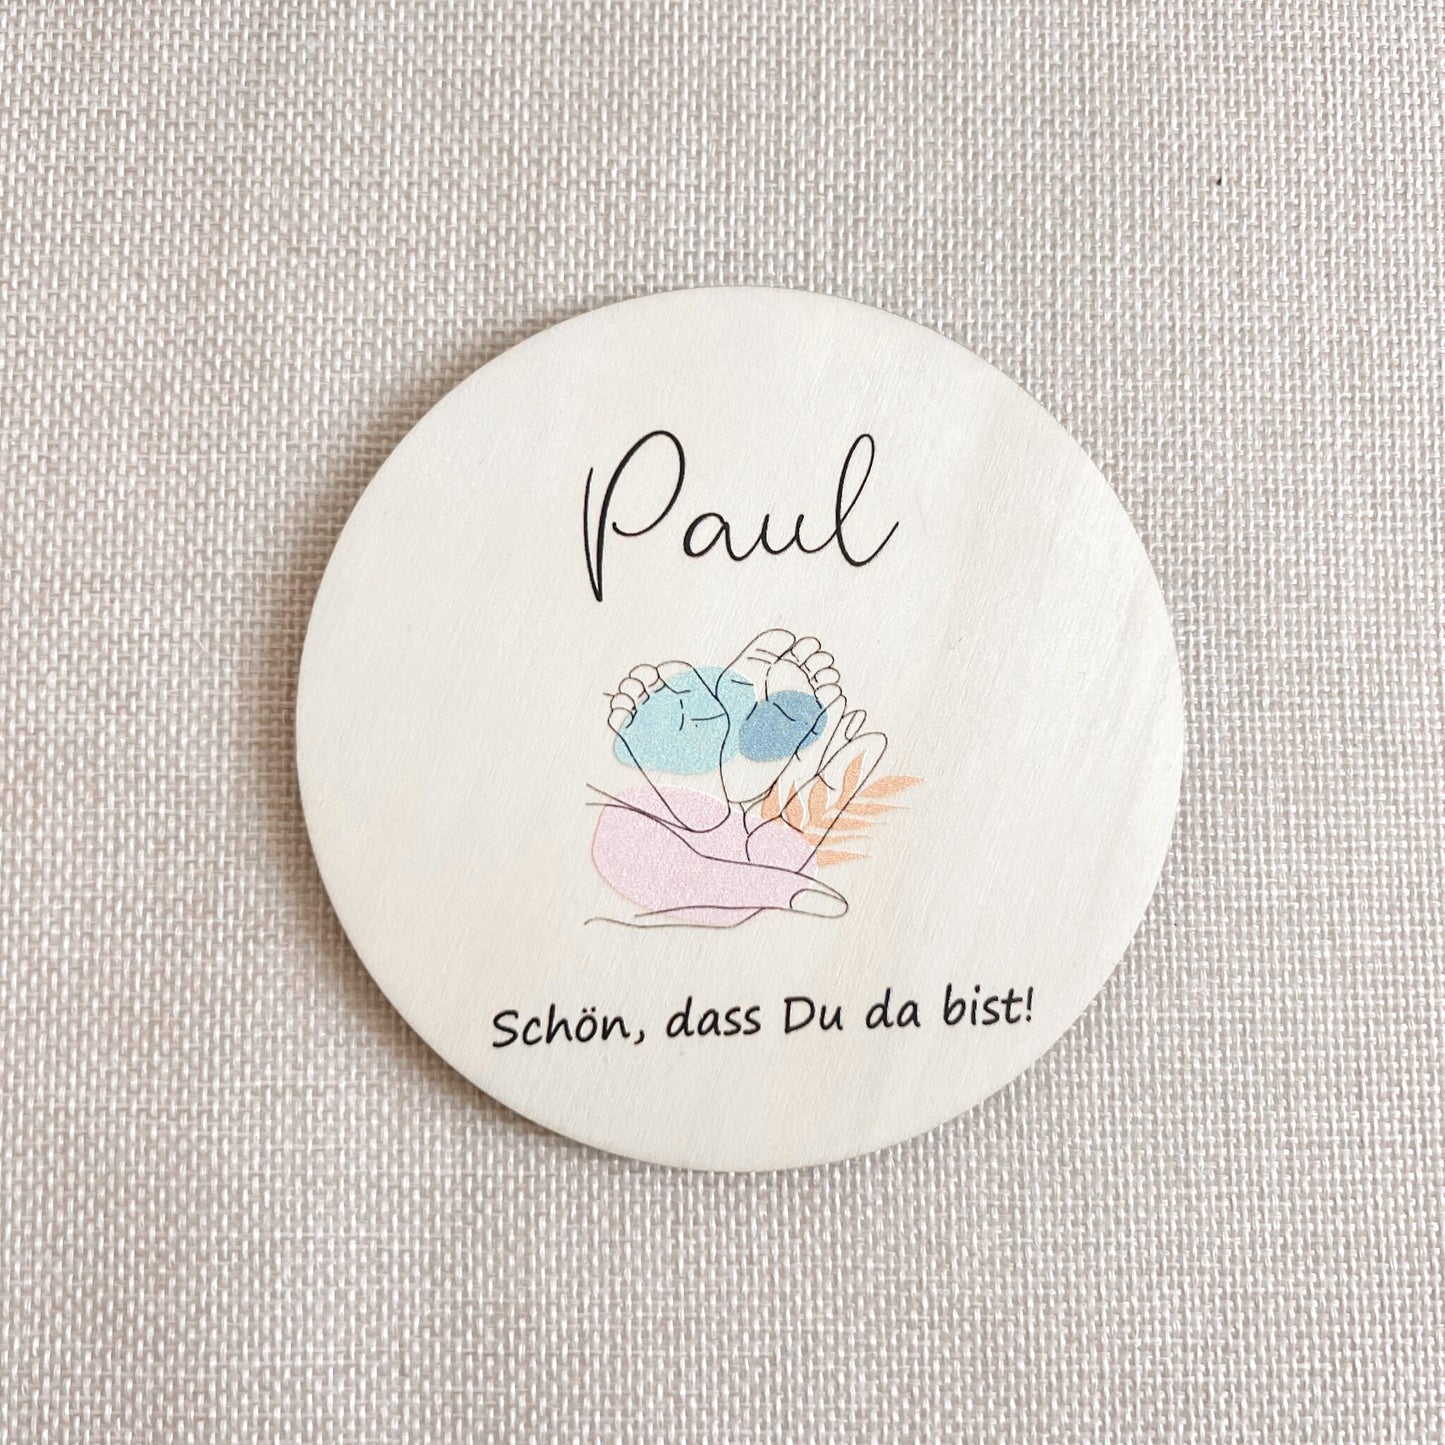 Paul
Schön, dass Du da bist!